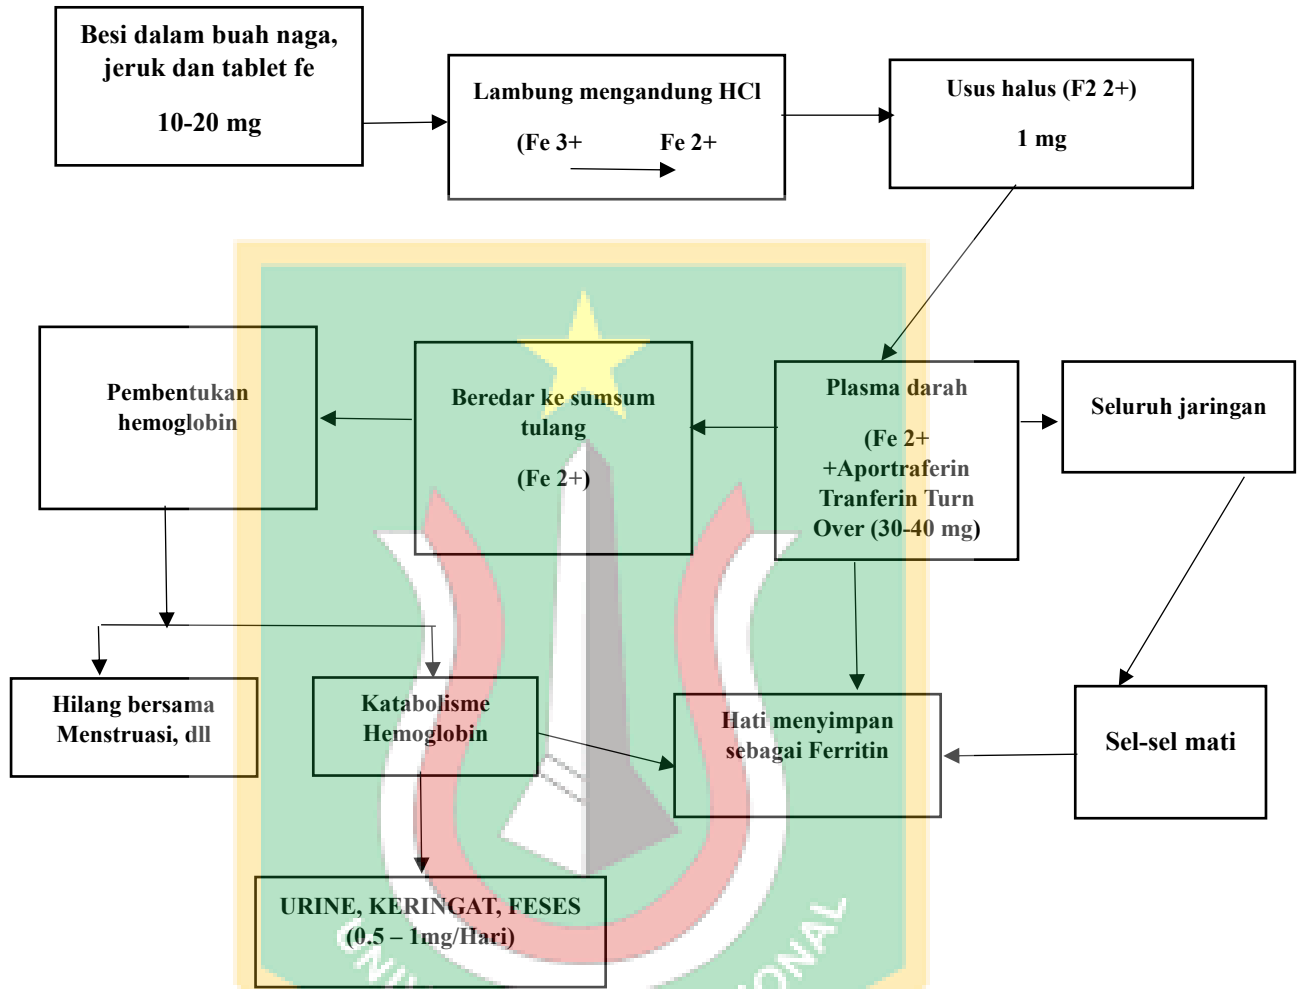 Besi dalam buah naga,
jeruk dan tablet fe
10-20 mg
Lambung mengandung HCl
(Fe 3+ Fe 2+
Usus halus (F2 2+)
1 mg
Pembentukan
hemoglobin
Beredar ke sumsum
tulang
(Fe 2+)
Plasma darah
(Fe 2+
+Aportraferin
Tranferin Turn
Over (30-40 mg)
Seluruh jaringan
Hilang bersama
Menstruasi, dll
Katabolisme
Hemoglobin
Hati menyimpan
sebagai Ferritin
Sel-sel mati
URINE, KERINGAT, FESES
(0.5 – 1mg/Hari)